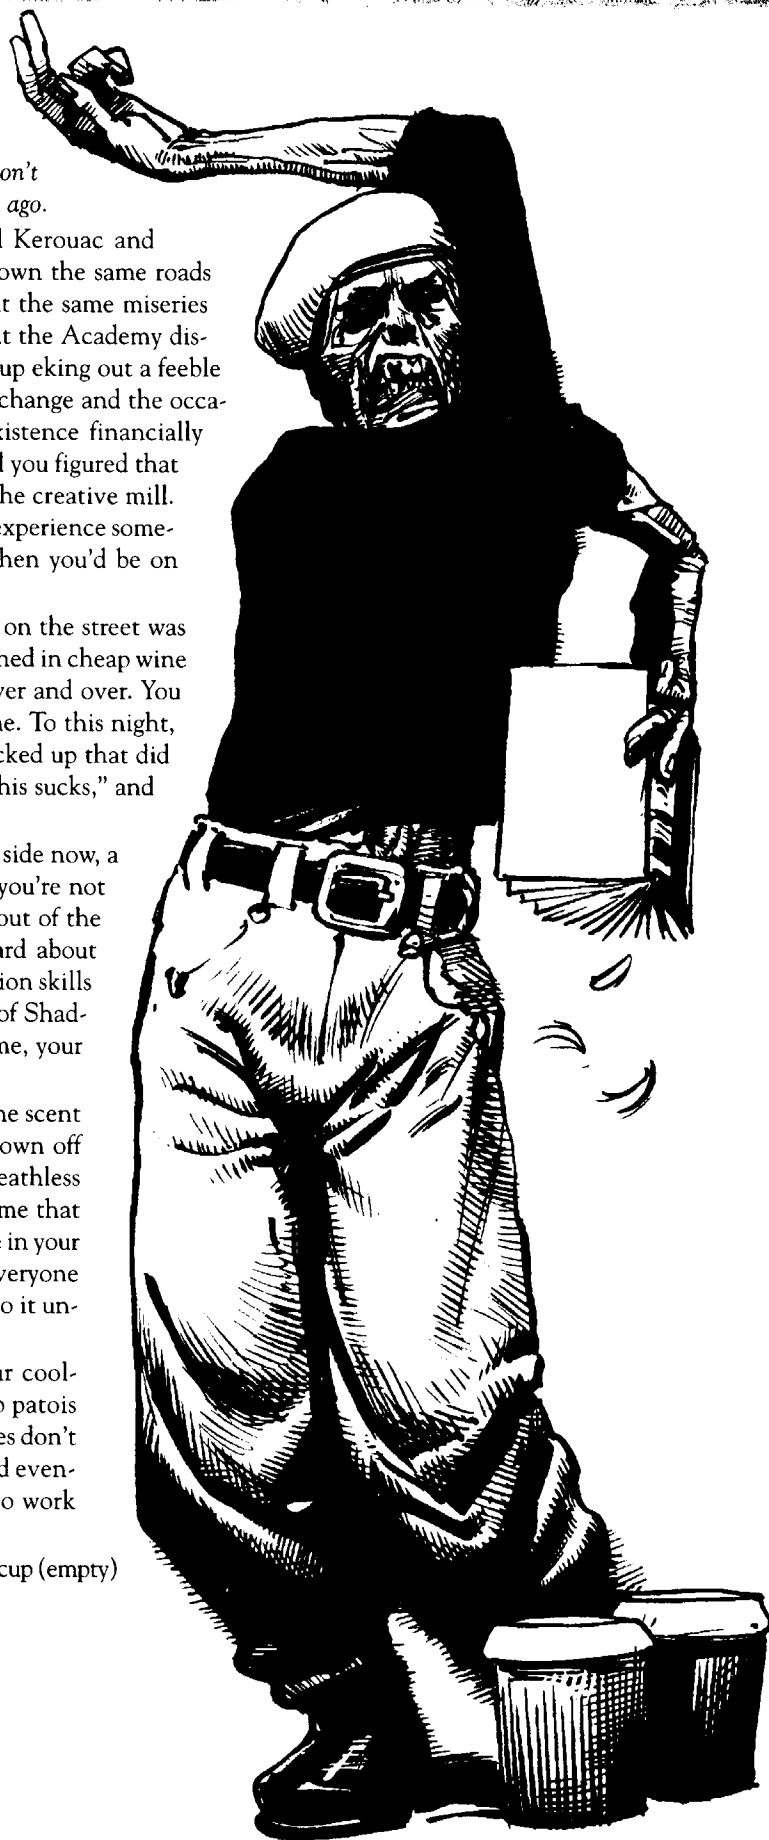 on't
ago.
Kerouac and
own the same roads
t the same miseries
t the Academy dis-
up eking out a feeble
change and the occa-
xistence financially
you figured that
he creative mill.
experience some-
hen you'd be on
on the street was
ned in cheap wine
ver and over. You
ne. To this night,
cked up that did
his sucks," and
side now, a
you're not
out of the
ard about
ion skills
of Shad-
me, your
ne scent
own off
eathless
me that
in your
veryone
o it un-
ur cool-
o patois
es don't
d even-
o work
cup (empty)